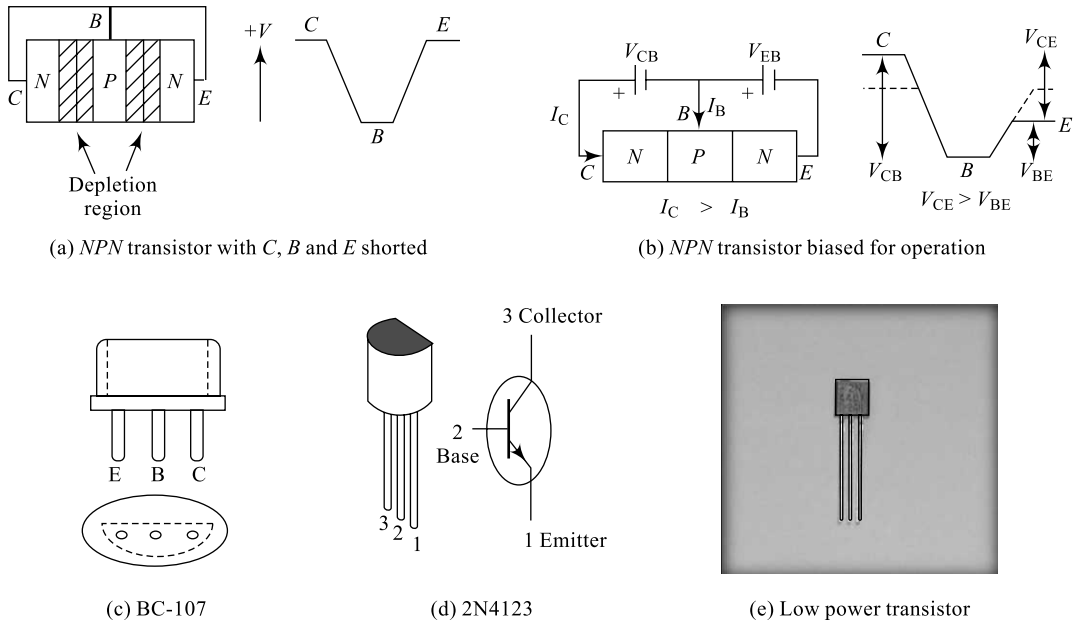 B
+V
C
E
N
P
N
C
E
B
Depletion
region
(a) NPN transistor with C, B and E shorted
V_CB
V_EB
+
+
I_C
B
I_B
N
P
N
C
E
I_C > I_B
C
V_CE
E
V_CB
B
V_BE
V_CE > V_BE
(b) NPN transistor biased for operation
E
B
C
(c) BC-107
3 Collector
2
Base
3
2
1
1 Emitter
(d) 2N4123
(e) Low power transistor